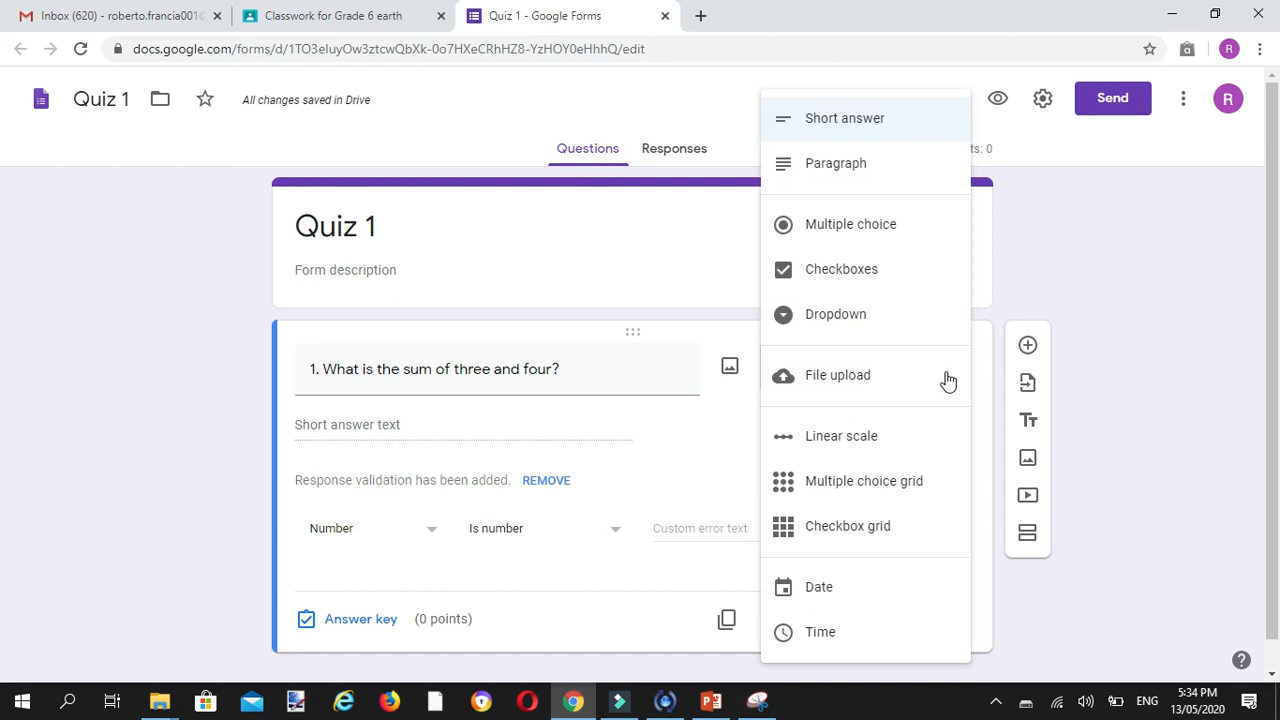 Inbox (620) - roberto.francia001@
Classwork for Grade 6 earth
Quiz 1 - Google Forms
docs.google.com/forms/d/1TO3eluyOw3ztcwQbXk-0o7HXeCRhHZ8-YzHOY0eHhhQ/edit
R
Quiz 1
All changes saved in Drive
Send
R
Questions
Responses
ts: 0
Short answer
Paragraph
Multiple choice
Checkboxes
Dropdown
File upload
Linear scale
Multiple choice grid
Checkbox grid
Date
Time
Quiz 1
Form description
1. What is the sum of three and four?
Short answer text
Response validation has been added. REMOVE
Number
Is number
Custom error text
Answer key (0 points)
Tт
ENG
5:34 PM
13/05/2020